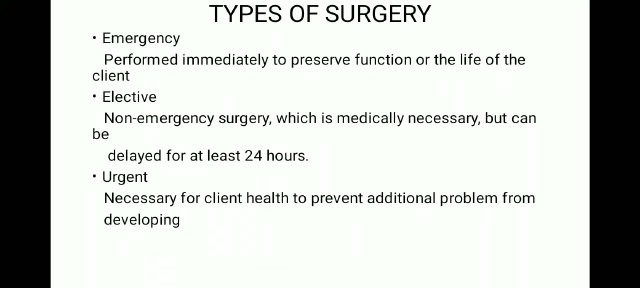 TYPES OF SURGERY
• Emergency
Performed immediately to preserve function or the life of the
client
• Elective
Non-emergency surgery, which is medically necessary, but can
be
delayed for at least 24 hours.
• Urgent
Necessary for client health to prevent additional problem from
developing